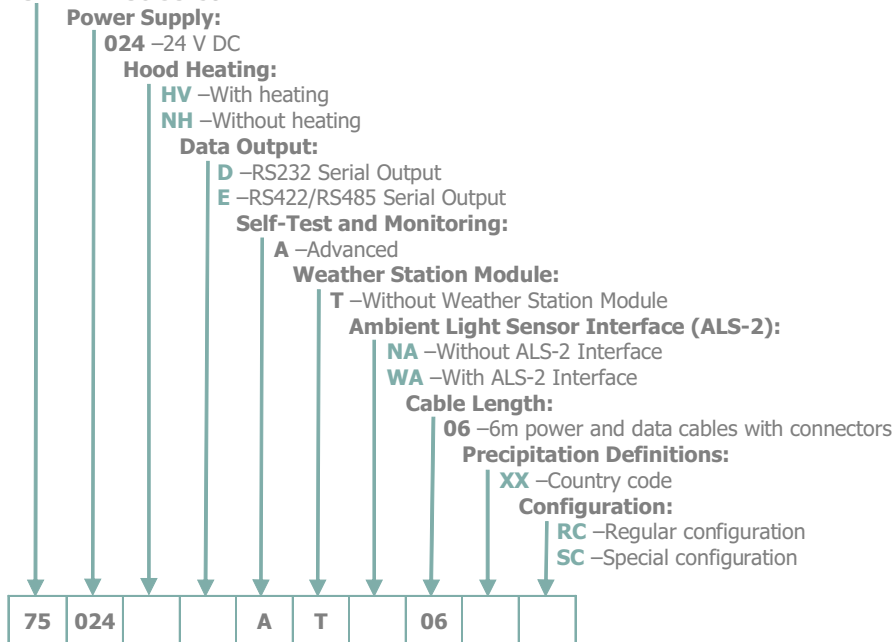 Power Supply:
024 –24 V DC
Hood Heating:
HV –With heating
NH –Without heating
Data Output:
D –RS232 Serial Output
E –RS422/RS485 Serial Output
Self-Test and Monitoring:
A –Advanced
Weather Station Module:
T –Without Weather Station Module
Ambient Light Sensor Interface (ALS-2):
NA –Without ALS-2 Interface
WA –With ALS-2 Interface
Cable Length:
06 –6m power and data cables with connectors
Precipitation Definitions:
XX –Country code
Configuration:
RC –Regular configuration
SC –Special configuration
75 024 A T 06